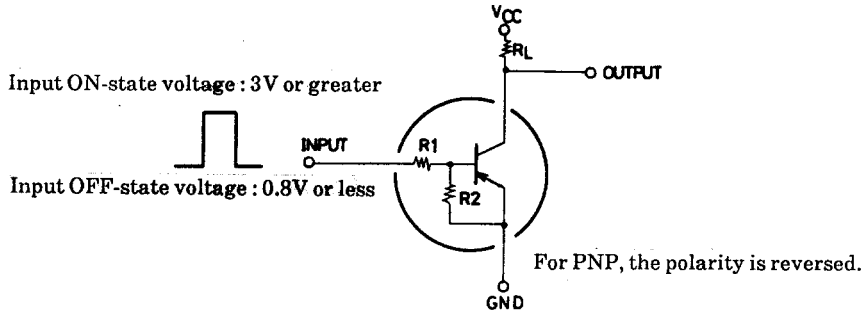 VCC
RL
OUTPUT
Input ON-state voltage : 3V or greater
INPUT
R1
Input OFF-state voltage : 0.8V or less
R2
For PNP, the polarity is reversed.
GND